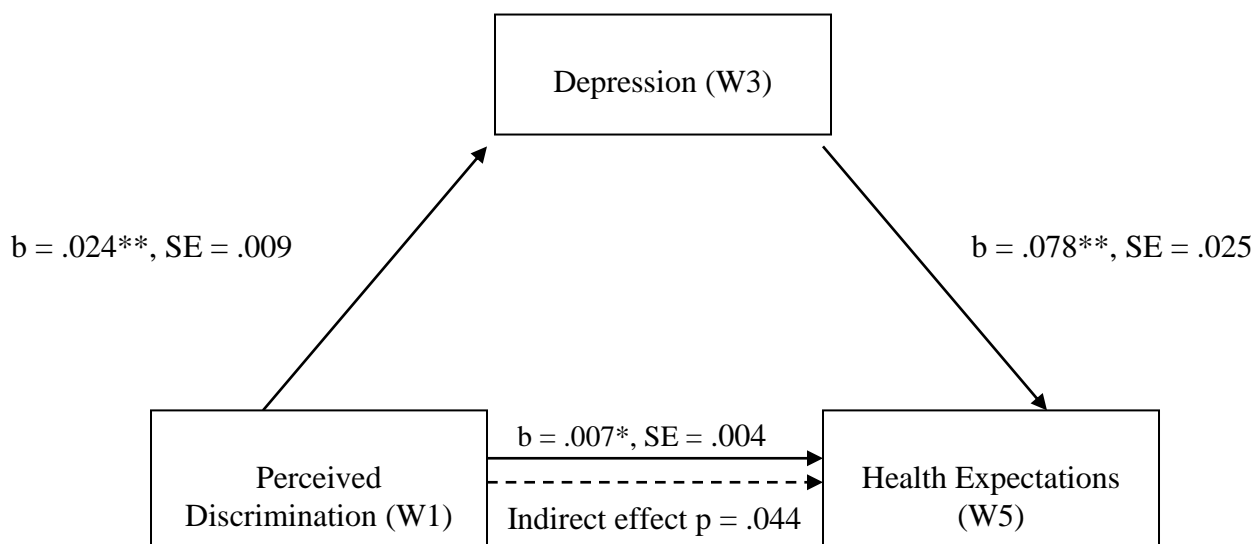 Depression (W3)
b = .024**, SE = .009
b = .078**, SE = .025
b = .007*, SE = .004
Perceived
Discrimination (W1)
Indirect effect p = .044
Health Expectations
(W5)